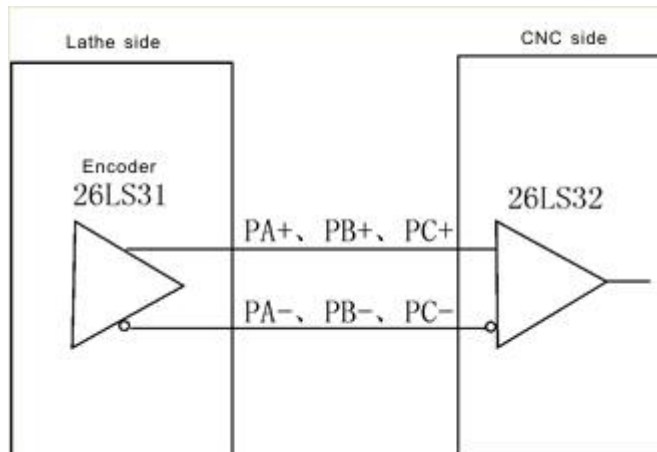 Lathe side
CNC side
Encoder
26LS31
26LS32
PA+、PB+、PC+
PA-、PB-、PC-